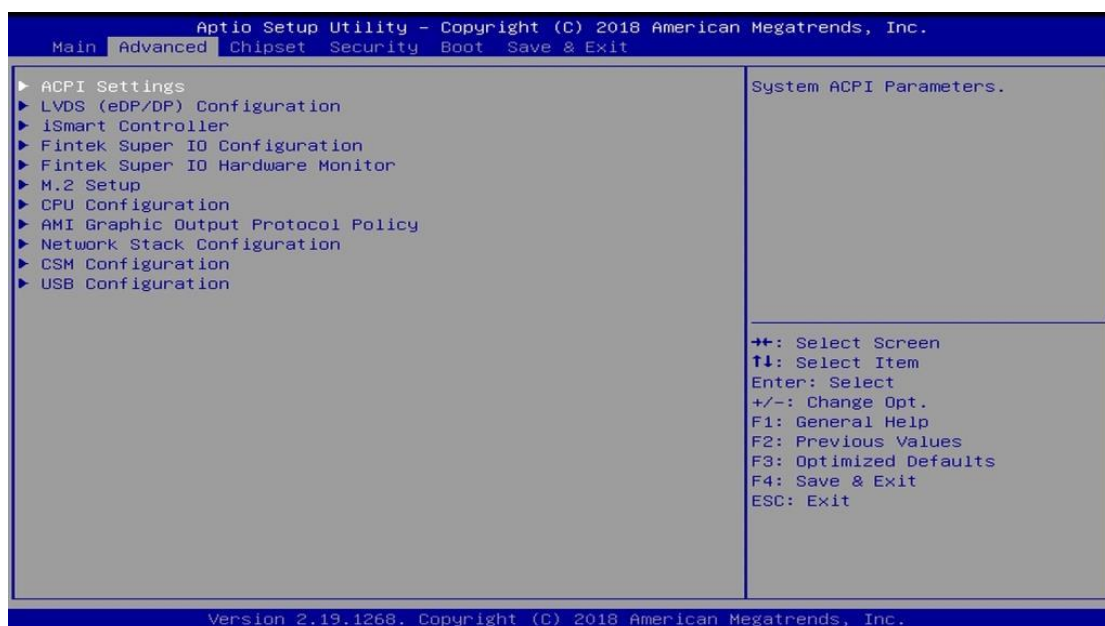 Aptio Setup Utility – Copyright (C) 2018 American Megatrends, Inc.
Main Advanced Chipset Security Boot Save & Exit
► ACPI Settings
► LVDS (eDP/DP) Configuration
► iSmart Controller
► Fintek Super IO Configuration
► Fintek Super IO Hardware Monitor
► M.2 Setup
► CPU Configuration
► AMI Graphic Output Protocol Policy
► Network Stack Configuration
► CSM Configuration
► USB Configuration
System ACPI Parameters.
→←: Select Screen
↑↓: Select Item
Enter: Select
+/-: Change Opt.
F1: General Help
F2: Previous Values
F3: Optimized Defaults
F4: Save & Exit
ESC: Exit
Version 2.19.1268. Copyright (C) 2018 American Megatrends, Inc.